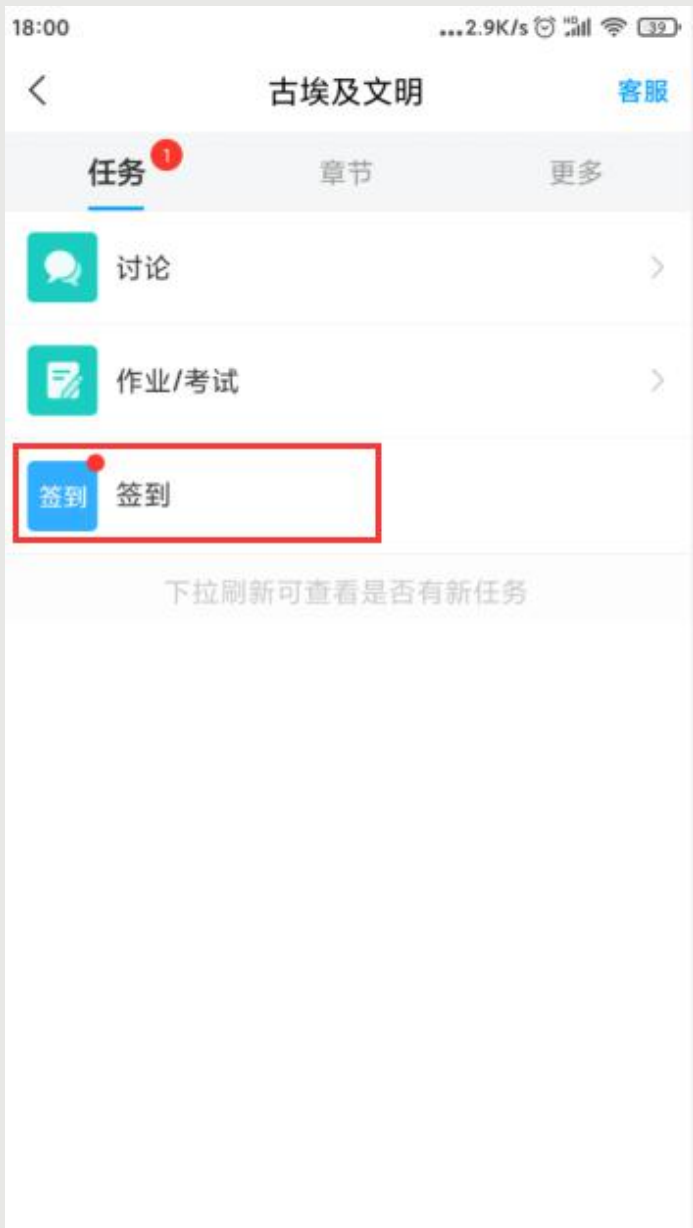 18:00 ...2.9K/s HD 39
古埃及文明 客服
任务 1 章节 更多
讨论
作业/考试
签到 签到
下拉刷新可查看是否有新任务